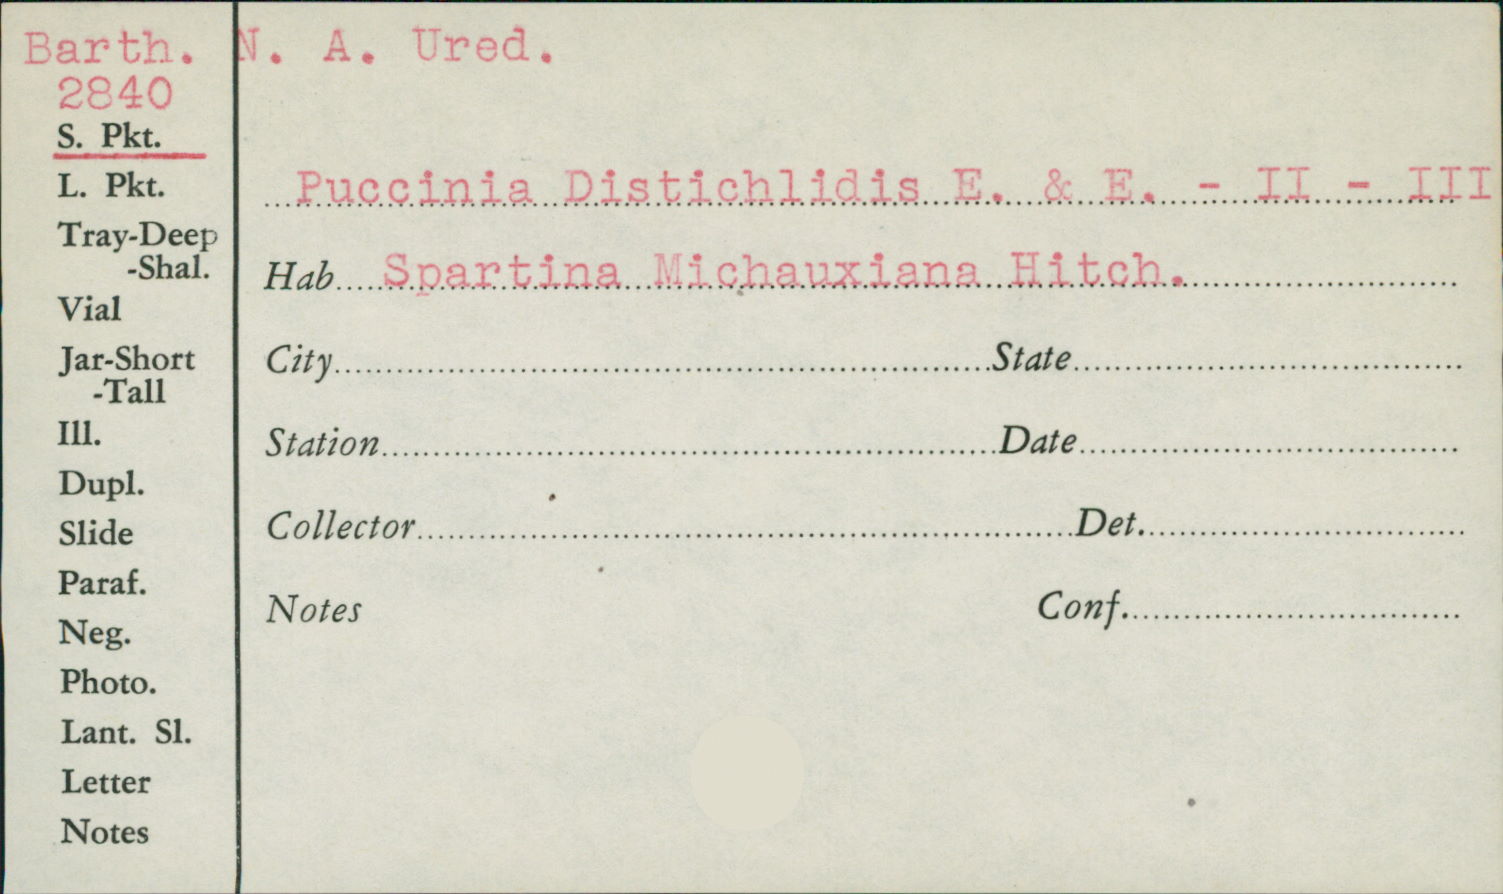 Barth. N. A. Ured.
2840
S. Pkt.
L. Pkt.
Tray-Deep
-Shal.
Vial
Jar-Short
-Tall
Ill.
Dupl.
Slide
Paraf.
Neg.
Photo.
Lant. Sl.
Letter
Notes
Puccinia Distichlidis E. & E. - II - III
Hab Spartina Michauxiana Hitch.
City State
Station Date
Collector Det.
Notes Conf.